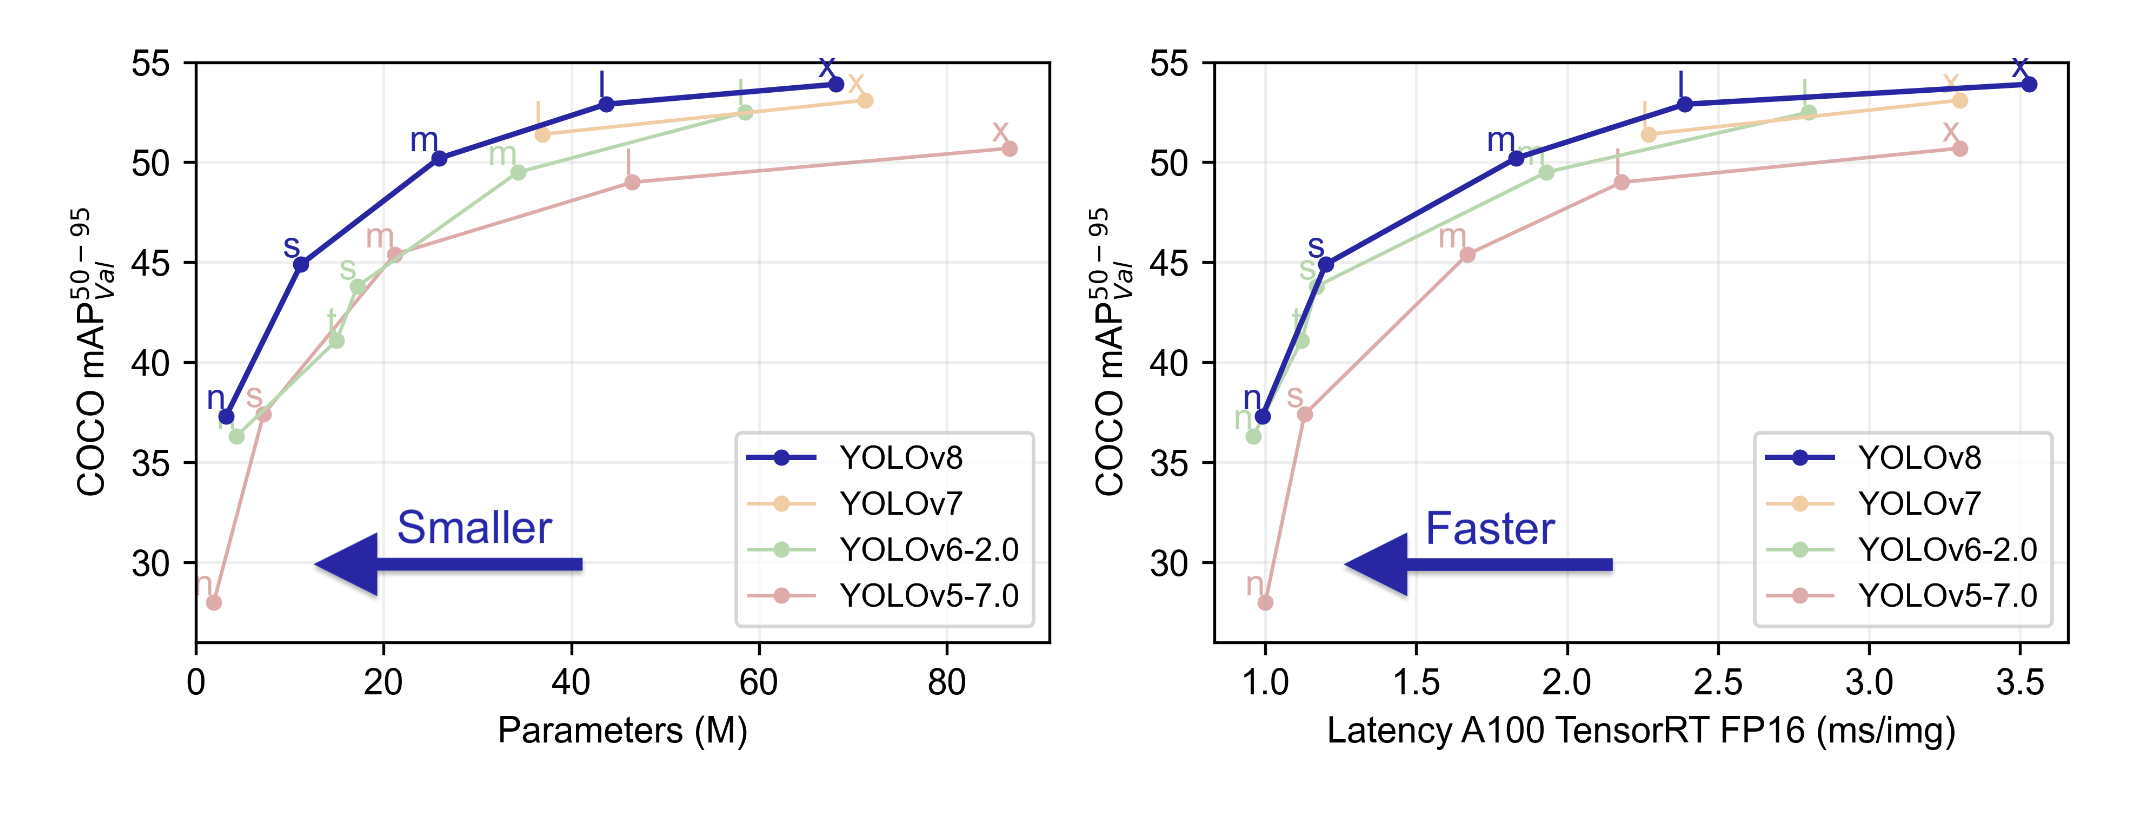 55
50
45
40
35
30
COCO mAP50-95 Val
n
s
m
l
x
l
x
n
t
s
m
l
n
s
m
l
x
Smaller
YOLOv8
YOLOv7
YOLOv6-2.0
YOLOv5-7.0
0 20 40 60 80
Parameters (M)
55
50
45
40
35
30
COCO mAP50-95 Val
n
s
m
l
x
l
x
n
t
s
m
l
n
s
m
l
x
Faster
YOLOv8
YOLOv7
YOLOv6-2.0
YOLOv5-7.0
1.0 1.5 2.0 2.5 3.0 3.5
Latency A100 TensorRT FP16 (ms/img)